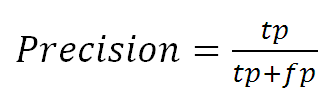 Precision = tp / tp+fp